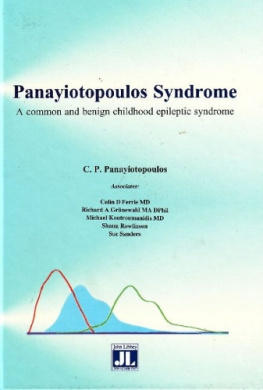 Panayiotopoulos Syndrome
A common and benign childhood epileptic syndrome
C. P. Panayiotopoulos
Associates:
Colin D Ferrie MD
Richard A Grünewald MA DPhil
Michael Koutroumanidis MD
Shaun Rowlinson
Sue Sanders
John Libbey
JL